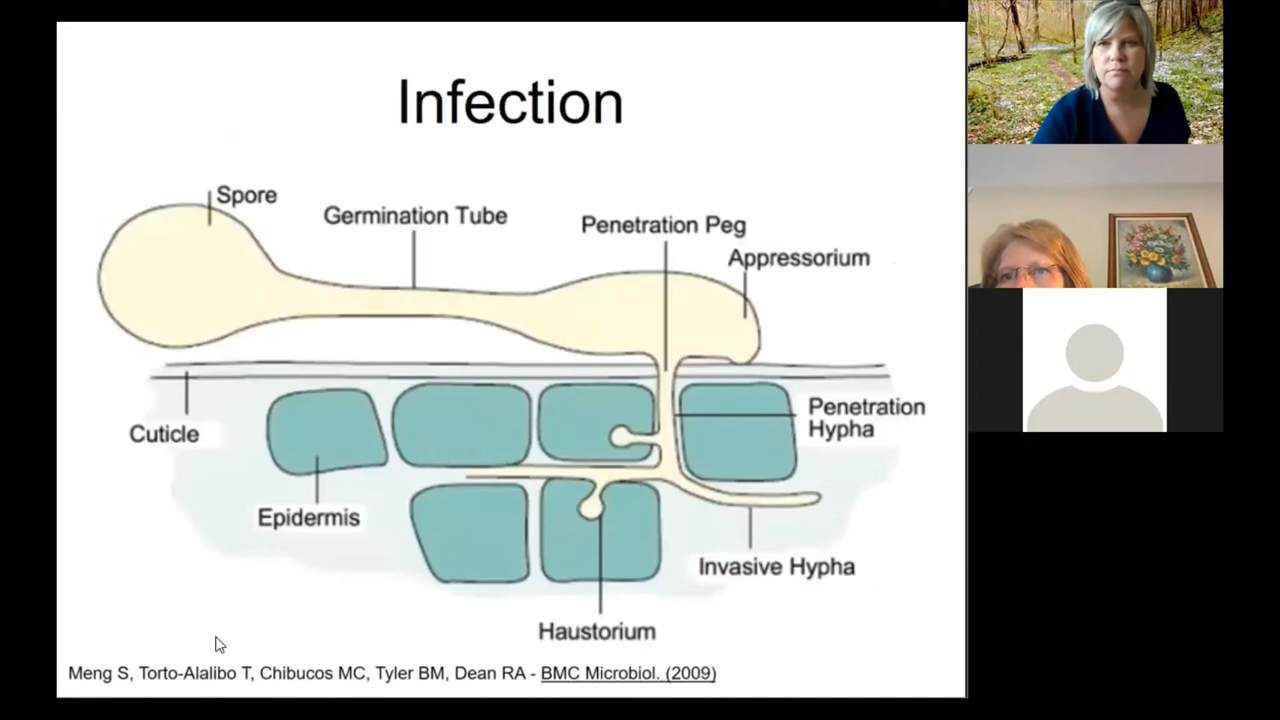 Infection
Spore
Germination Tube
Penetration Peg
Appressorium
Cuticle
Penetration
Hypha
Epidermis
Invasive Hypha
Haustorium
Meng S, Torto-Alalibo T, Chibucos MC, Tyler BM, Dean RA - BMC Microbiol. (2009)